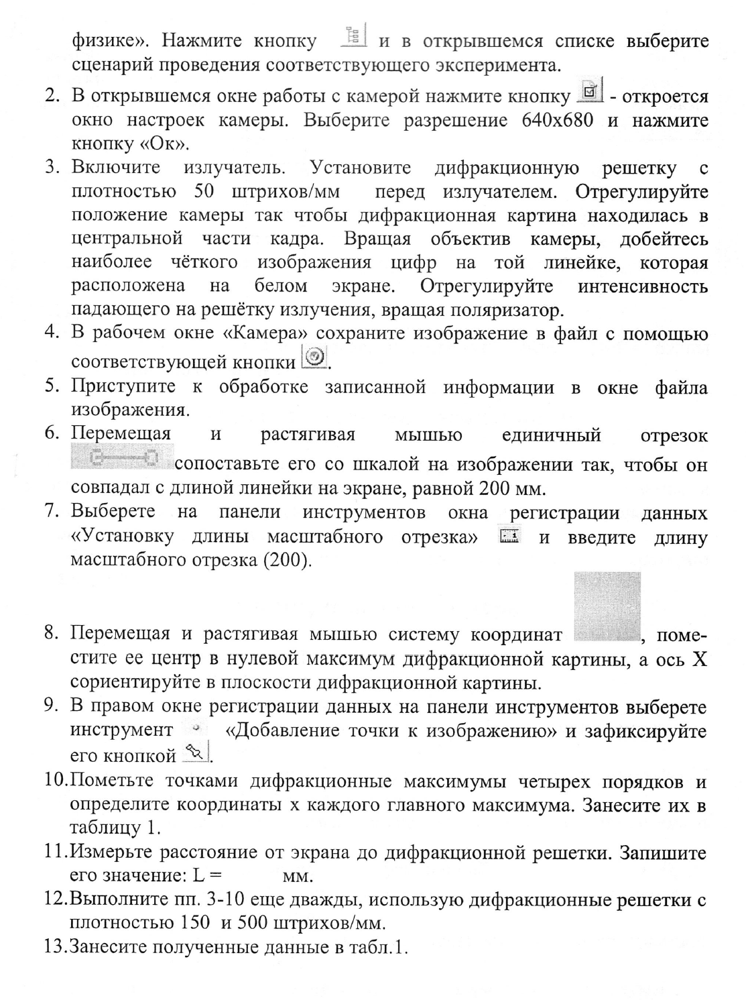 физике». Нажмите кнопку и в открывшемся списке выберите
сценарий проведения соответствующего эксперимента.
2. В открывшемся окне работы с камерой нажмите кнопку - откроется
окно настроек камеры. Выберите разрешение 640х680 и нажмите
кнопку «Ок».
3. Включите излучатель. Установите дифракционную решетку с
плотностью 50 штрихов/мм перед излучателем. Отрегулируйте
положение камеры так чтобы дифракционная картина находилась в
центральной части кадра. Вращая объектив камеры, добейтесь
наиболее чёткого изображения цифр на той линейке, которая
расположена на белом экране. Отрегулируйте интенсивность
падающего на решётку излучения, вращая поляризатор.
4. В рабочем окне «Камера» сохраните изображение в файл с помощью
соответствующей кнопки .
5. Приступите к обработке записанной информации в окне файла
изображения.
6. Перемещая и растягивая мышью единичный отрезок
сопоставьте его со шкалой на изображении так, чтобы он
совпадал с длиной линейки на экране, равной 200 мм.
7. Выберете на панели инструментов окна регистрации данных
«Установку длины масштабного отрезка» и введите длину
масштабного отрезка (200).
8. Перемещая и растягивая мышью систему координат , поме-
стите ее центр в нулевой максимум дифракционной картины, а ось Х
сориентируйте в плоскости дифракционной картины.
9. В правом окне регистрации данных на панели инструментов выберете
инструмент «Добавление точки к изображению» и зафиксируйте
его кнопкой .
10.Пометьте точками дифракционные максимумы четырех порядков и
определите координаты х каждого главного максимума. Занесите их в
таблицу 1.
11.Измерьте расстояние от экрана до дифракционной решетки. Запишите
его значение: L = мм.
12.Выполните пп. 3-10 еще дважды, использую дифракционные решетки с
плотностью 150 и 500 штрихов/мм.
13.Занесите полученные данные в табл.1.